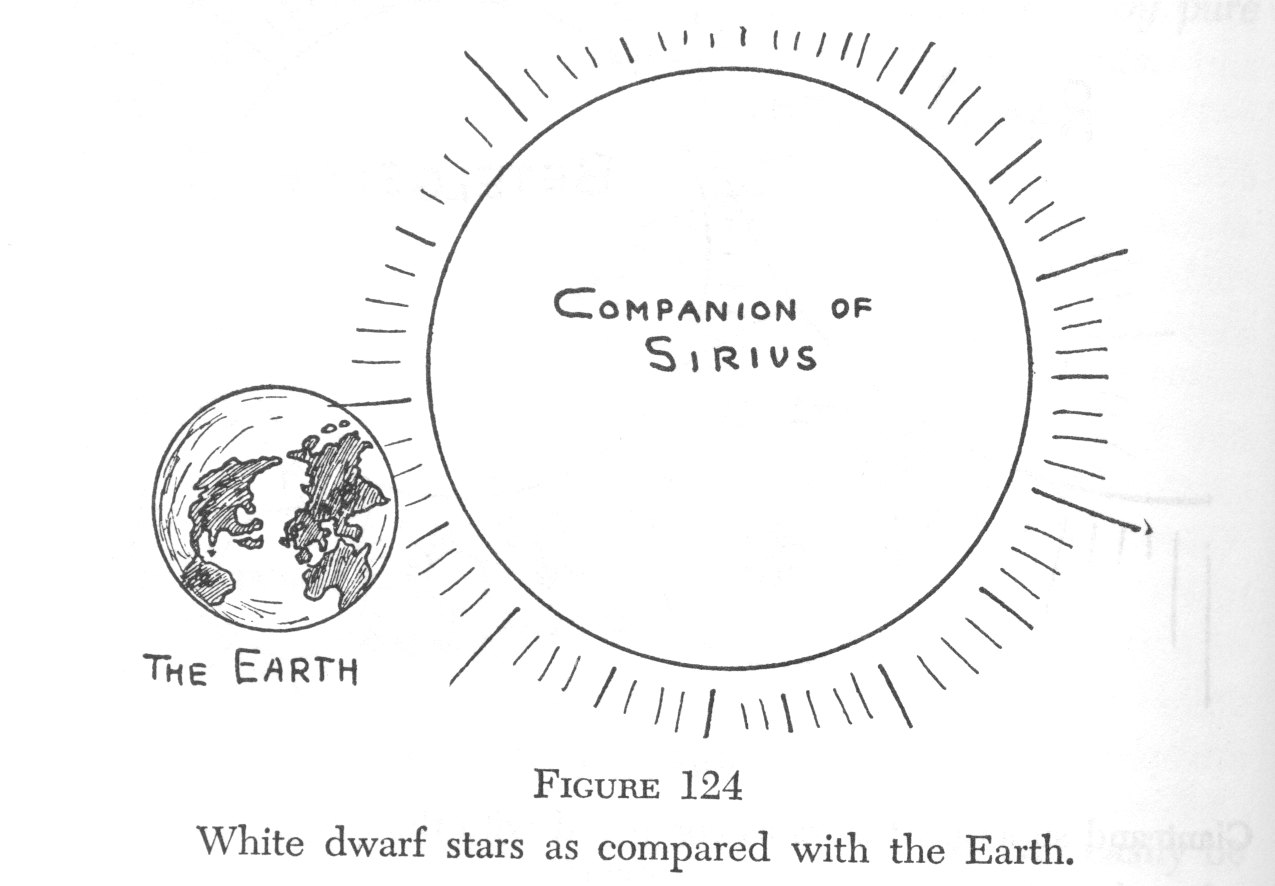 COMPANION OF
SIRIUS
THE EARTH
FIGURE 124
White dwarf stars as compared with the Earth.